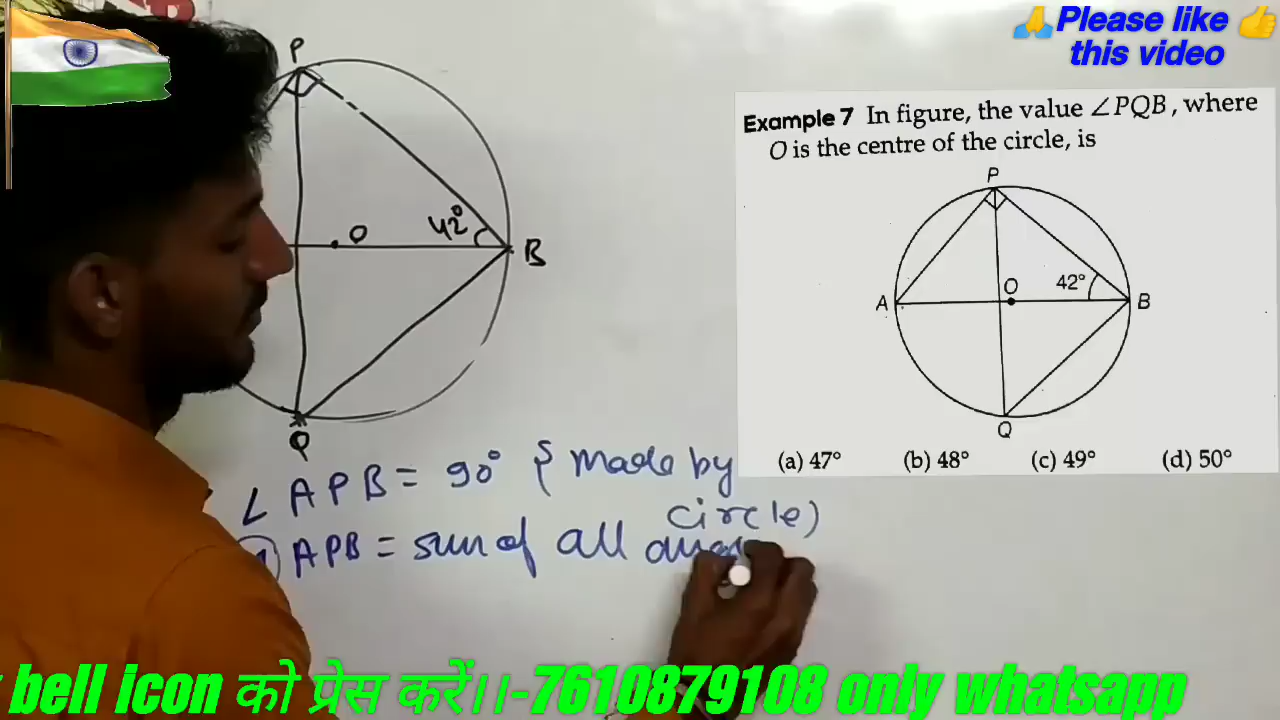 🙏Please like 👍
this video
Example 7 In figure, the value ∠PQB, where
O is the centre of the circle, is
P
A
O
42°
B
Q
(a) 47° (b) 48° (c) 49° (d) 50°
P
O
42°
B
Q
∠APB = 90° { made by
circle)
APB = sum of all
bell icon को प्रेस करें।।-7610879108 only whatsapp